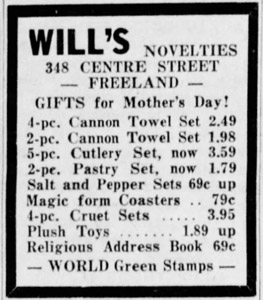 WILL'S NOVELTIES
348 CENTRE STREET
— FREELAND —
GIFTS for Mother's Day!
4-pc. Cannon Towel Set 2.49
2-pc. Cannon Towel Set 1.98
5-pc. Cutlery Set, now 3.59
2-pc. Pastry Set, now 1.79
Salt and Pepper Sets 69c up
Magic form Coasters .. 79c
4-pc. Cruet Sets ..... 3.95
Plush Toys ....... 1.89 up
Religious Address Book 69c
— WORLD Green Stamps —